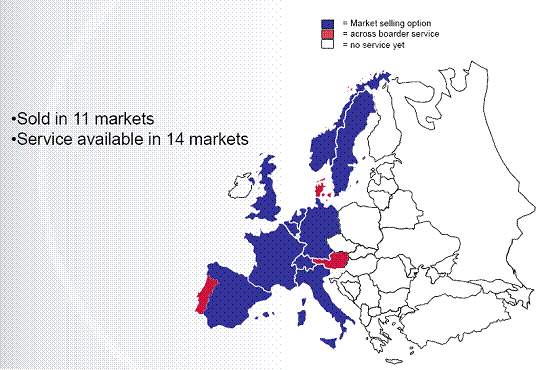 = Market selling option
= across boarder service
= no service yet
•Sold in 11 markets
•Service available in 14 markets